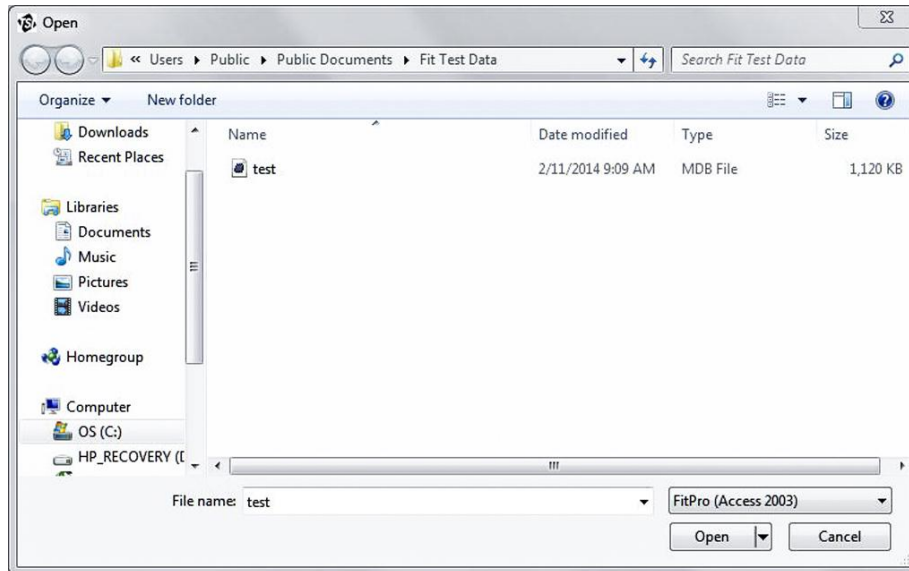 Open
« Users ▸ Public ▸ Public Documents ▸ Fit Test Data
Search Fit Test Data
Organize ▾ New folder
Downloads
Recent Places
Libraries
Documents
Music
Pictures
Videos
Homegroup
Computer
OS (C:)
HP_RECOVERY (D
Name Date modified Type Size
test 2/11/2014 9:09 AM MDB File 1,120 KB
File name: test
FitPro (Access 2003)
Open Cancel